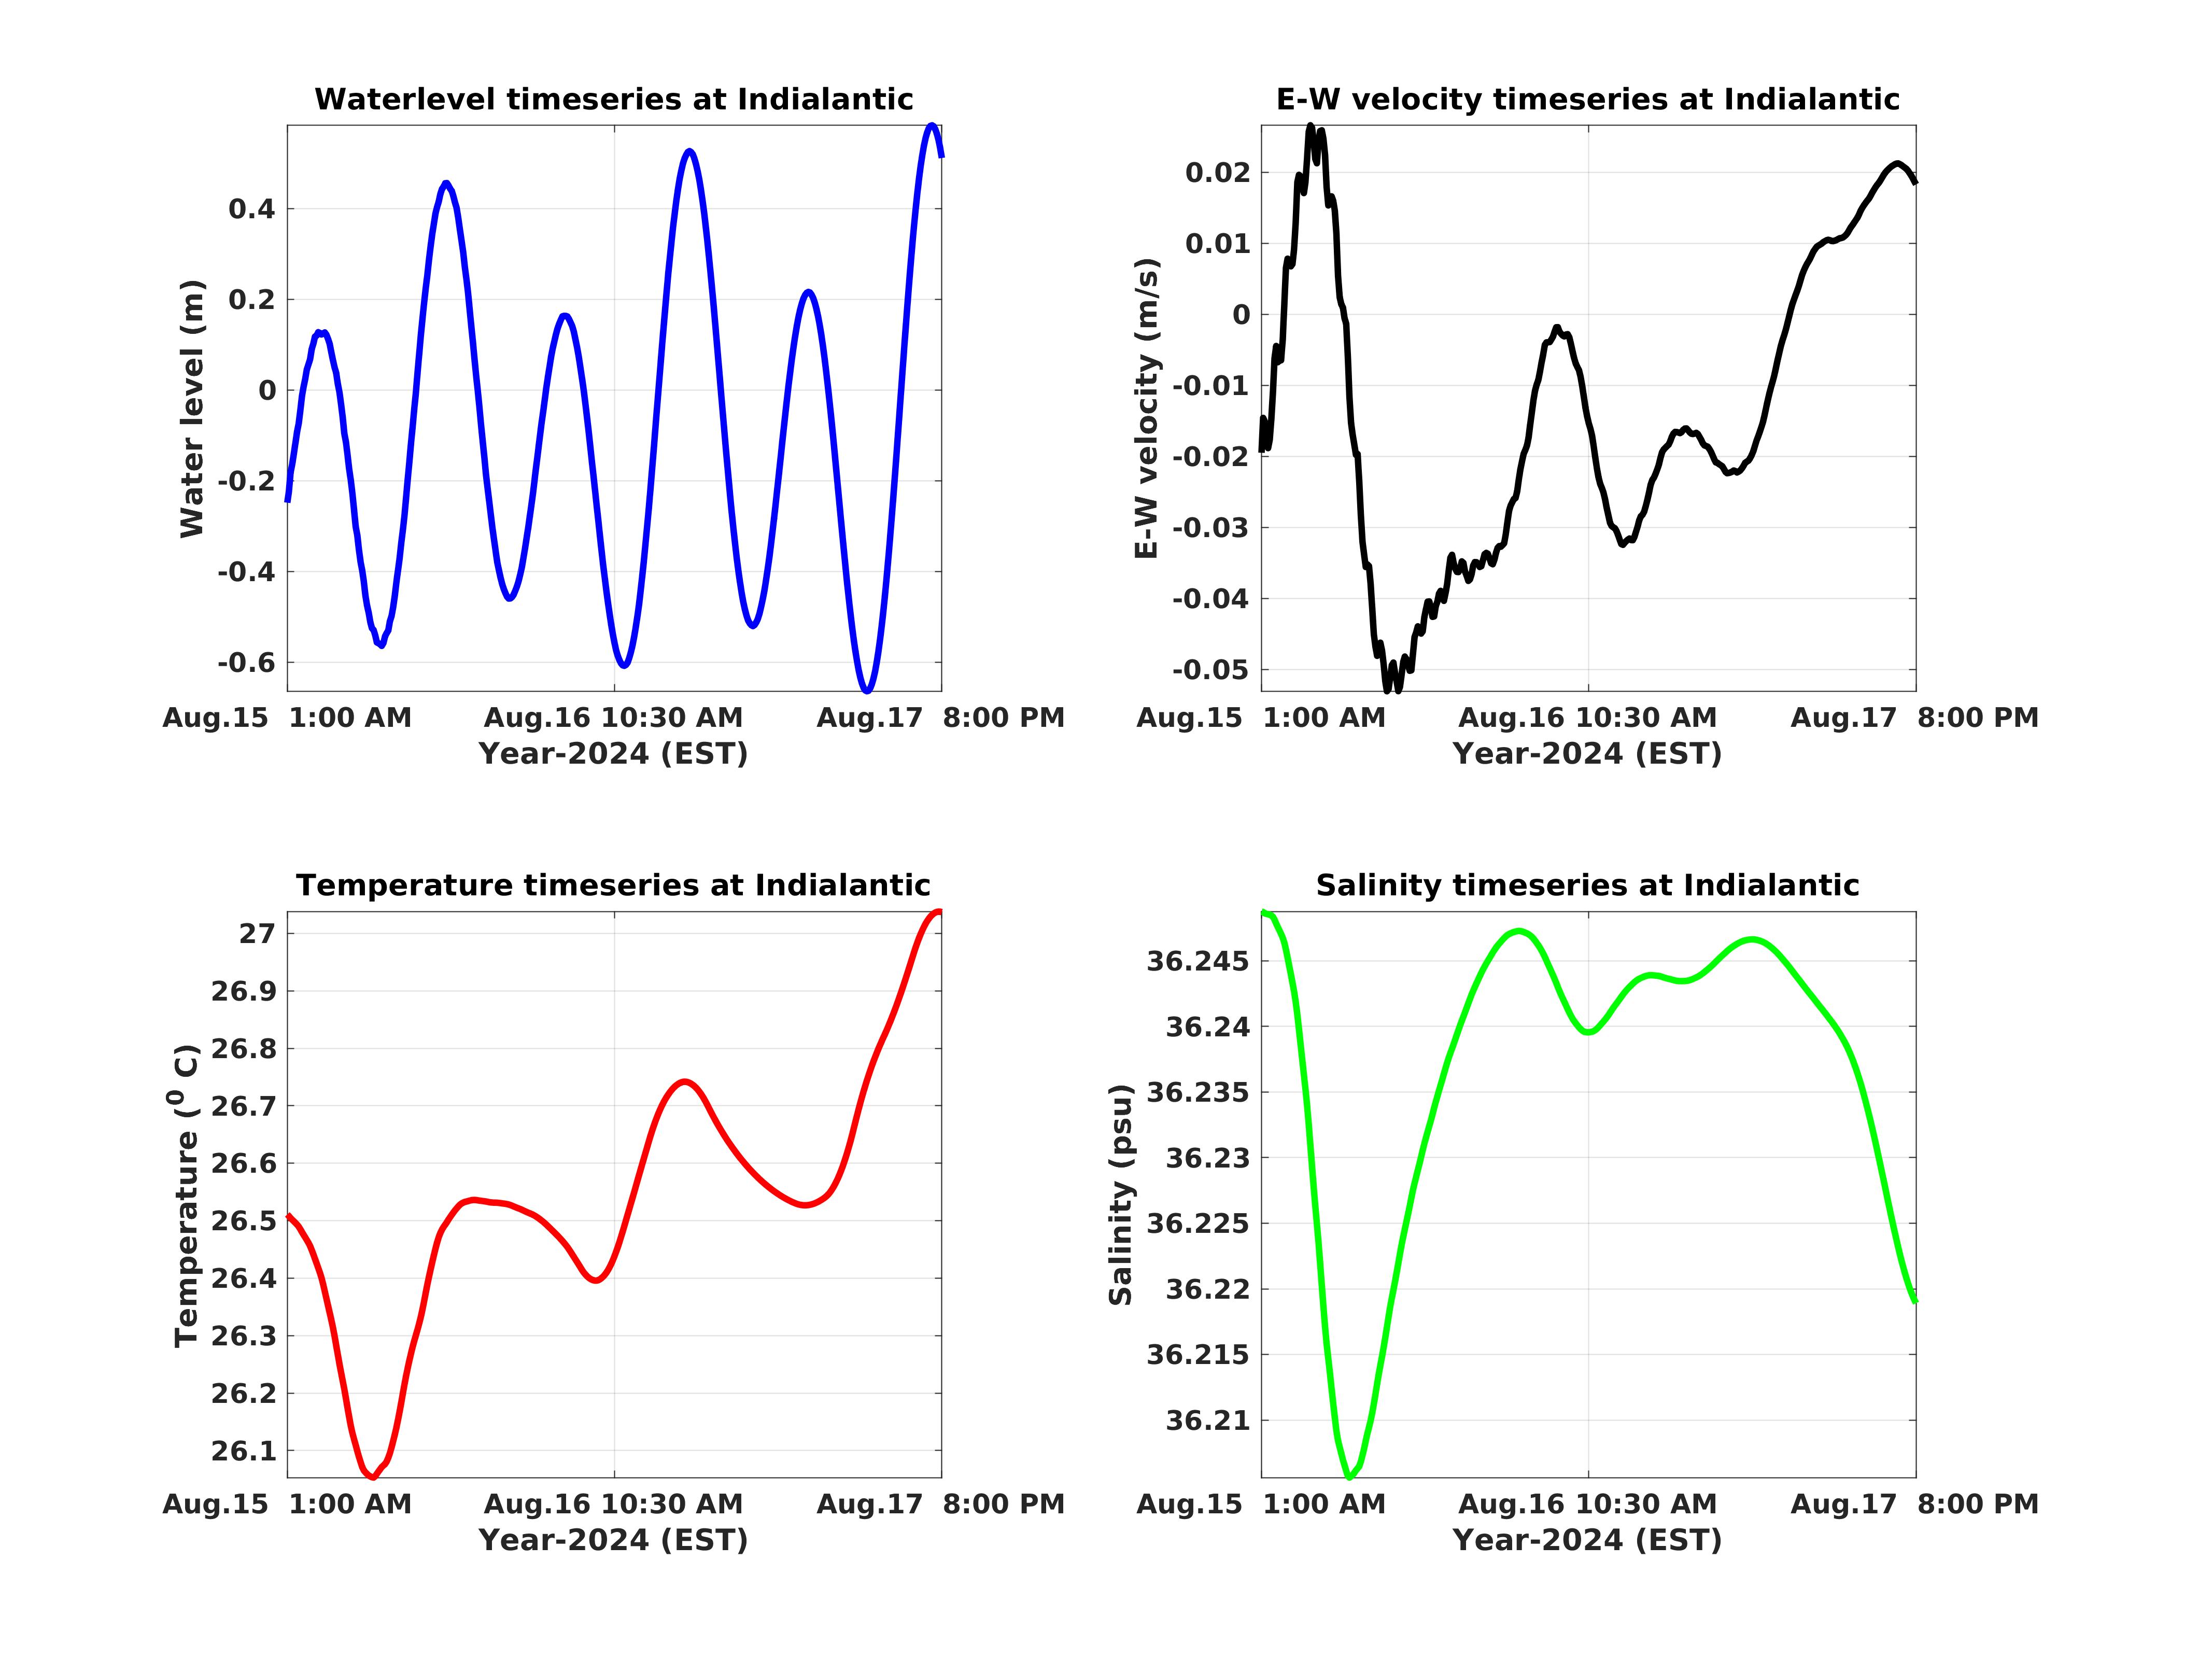 Waterlevel timeseries at Indialantic
Water level (m)
0.4
0.2
0
-0.2
-0.4
-0.6
Aug.15 1:00 AM Aug.16 10:30 AM Aug.17 8:00 PM
Year-2024 (EST)
E-W velocity timeseries at Indialantic
E-W velocity (m/s)
0.02
0.01
0
-0.01
-0.02
-0.03
-0.04
-0.05
Aug.15 1:00 AM Aug.16 10:30 AM Aug.17 8:00 PM
Year-2024 (EST)
Temperature timeseries at Indialantic
Temperature (⁰ C)
27
26.9
26.8
26.7
26.6
26.5
26.4
26.3
26.2
26.1
Aug.15 1:00 AM Aug.16 10:30 AM Aug.17 8:00 PM
Year-2024 (EST)
Salinity timeseries at Indialantic
Salinity (psu)
36.245
36.24
36.235
36.23
36.225
36.22
36.215
36.21
Aug.15 1:00 AM Aug.16 10:30 AM Aug.17 8:00 PM
Year-2024 (EST)